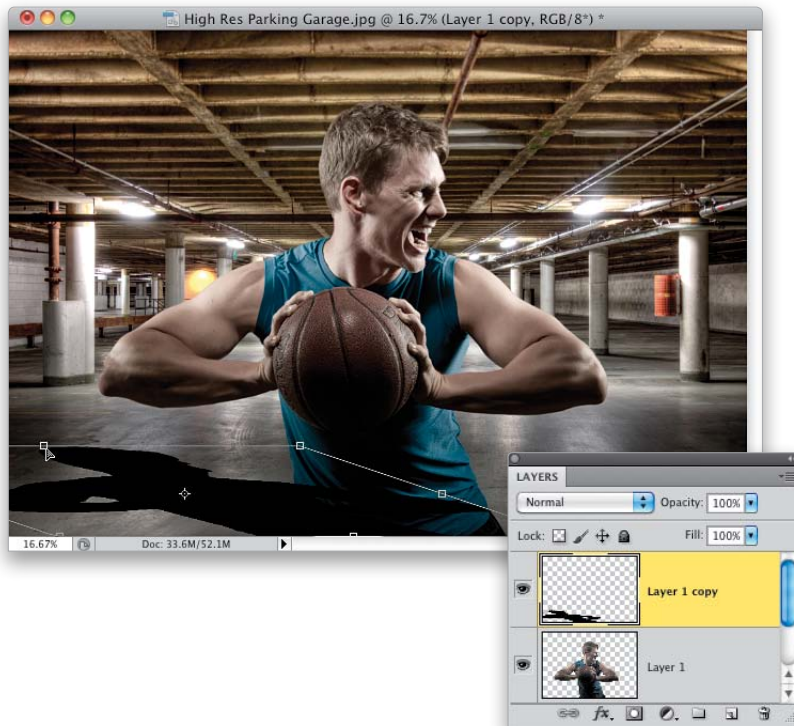 High Res Parking Garage.jpg @ 16.7% (Layer 1 copy, RGB/8*) *
16.67% Doc: 33.6M/52.1M
LAYERS
Normal Opacity: 100%
Lock: Fill: 100%
Layer 1 copy
Layer 1
fx